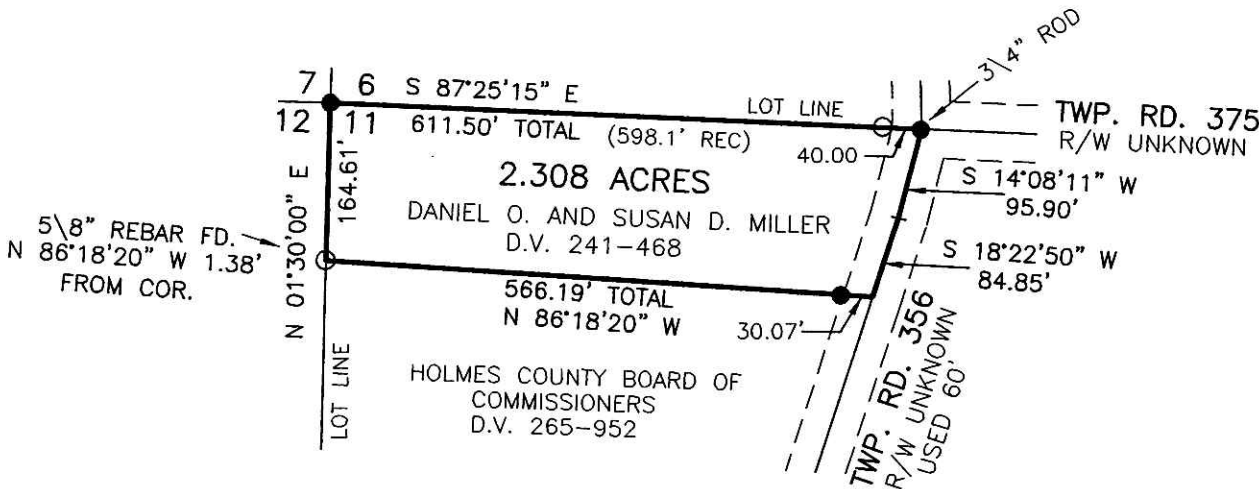 3\4" ROD
7 6 S 87°25'15" E
LOT LINE
TWP. RD. 375
R/W UNKNOWN
12 11 611.50' TOTAL (598.1' REC)
40.00
2.308 ACRES
S 14°08'11" W
95.90'
164.61'
N 01°30'00" E
DANIEL O. AND SUSAN D. MILLER
D.V. 241-468
5\8" REBAR FD.
N 86°18'20" W 1.38'
FROM COR.
S 18°22'50" W
84.85'
566.19' TOTAL
N 86°18'20" W
30.07'
LOT LINE
HOLMES COUNTY BOARD OF
COMMISSIONERS
D.V. 265-952
TWP. RD. 356
R/W UNKNOWN
USED 60'